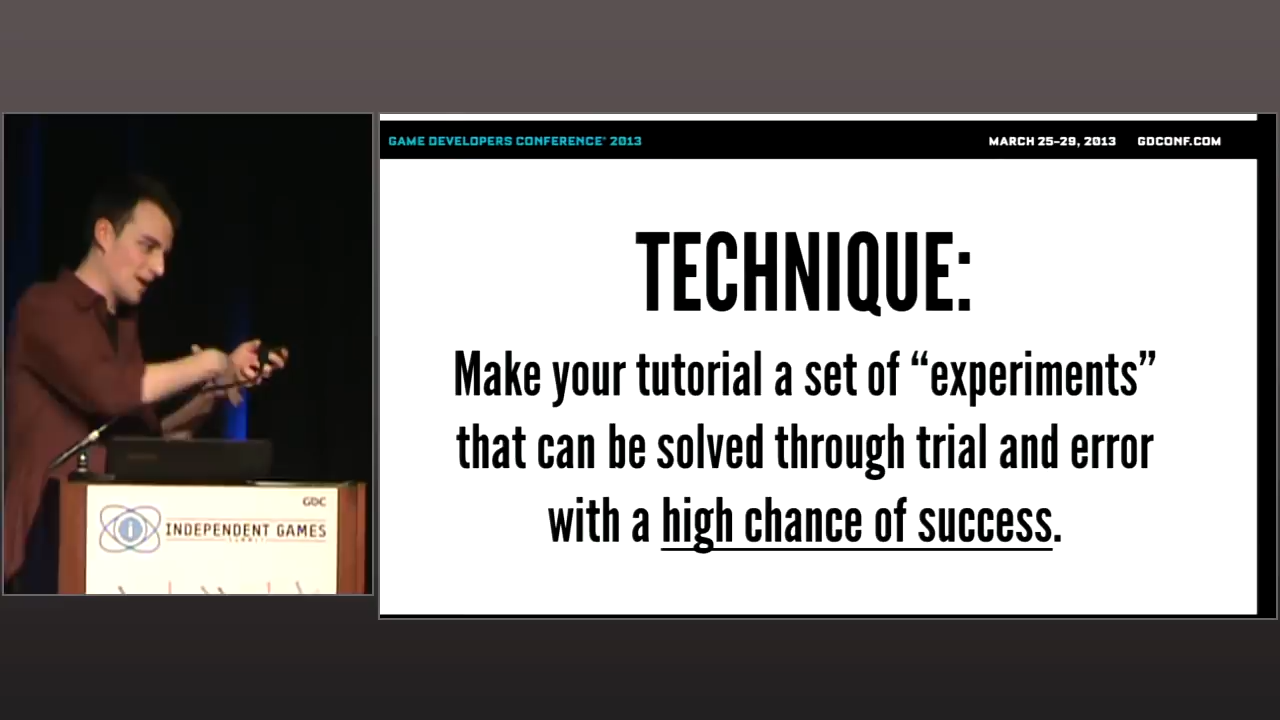 GAME DEVELOPERS CONFERENCE® 2013
MARCH 25–29, 2013 GDCONF.COM
TECHNIQUE:
Make your tutorial a set of “experiments”
that can be solved through trial and error
with a high chance of success.
GDC
i
INDEPENDENT GAMES
SUMMIT